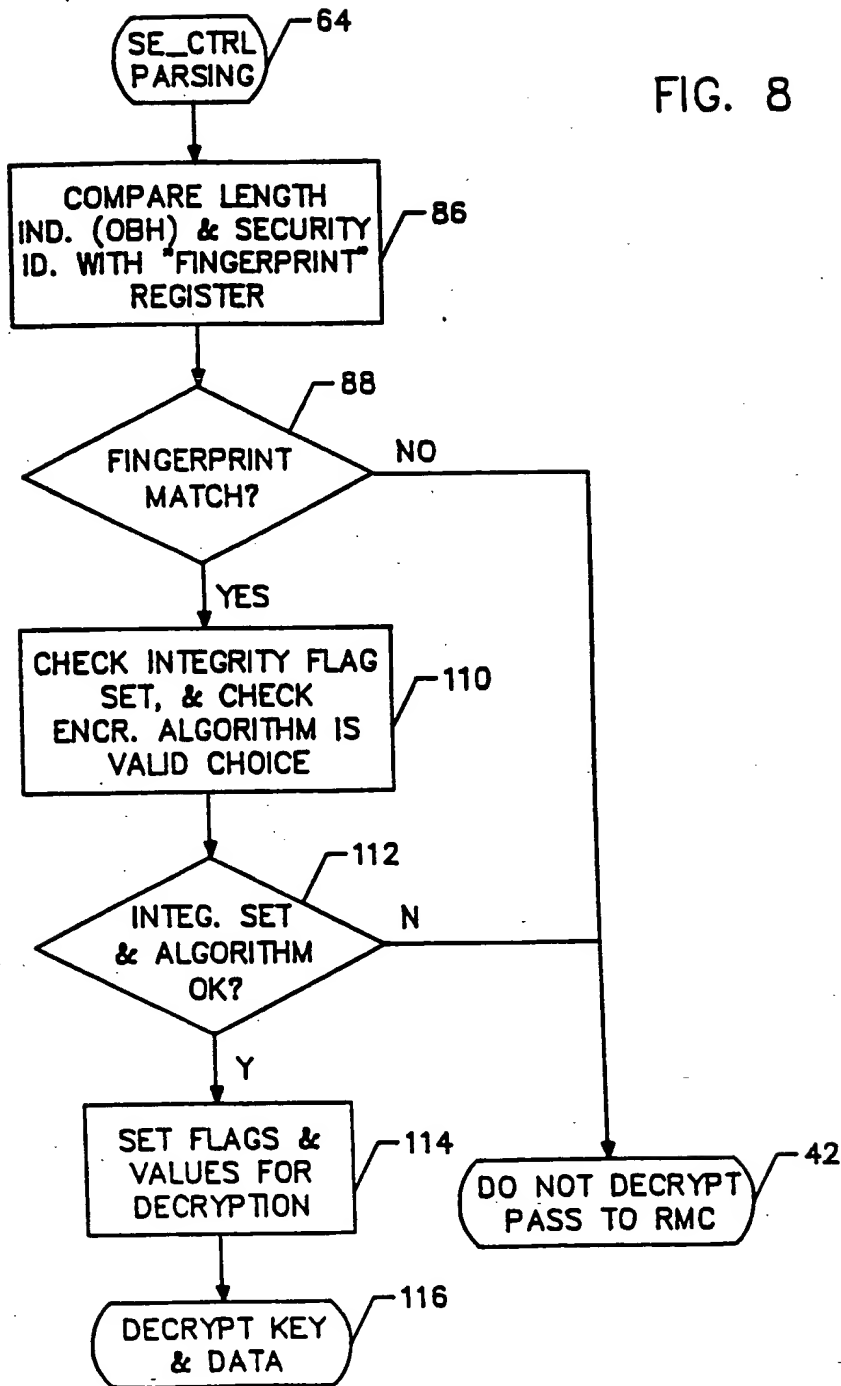 SE_CTRL
PARSING
64
FIG. 8
COMPARE LENGTH
IND. (OBH) & SECURITY
ID. WITH "FINGERPRINT"
REGISTER
86
88
FINGERPRINT
MATCH?
NO
YES
CHECK INTEGRITY FLAG
SET, & CHECK
ENCR. ALGORITHM IS
VALID CHOICE
110
112
INTEG. SET
& ALGORITHM
OK?
N
Y
SET FLAGS &
VALUES FOR
DECRYPTION
114
DO NOT DECRYPT
PASS TO RMC
42
DECRYPT KEY
& DATA
116